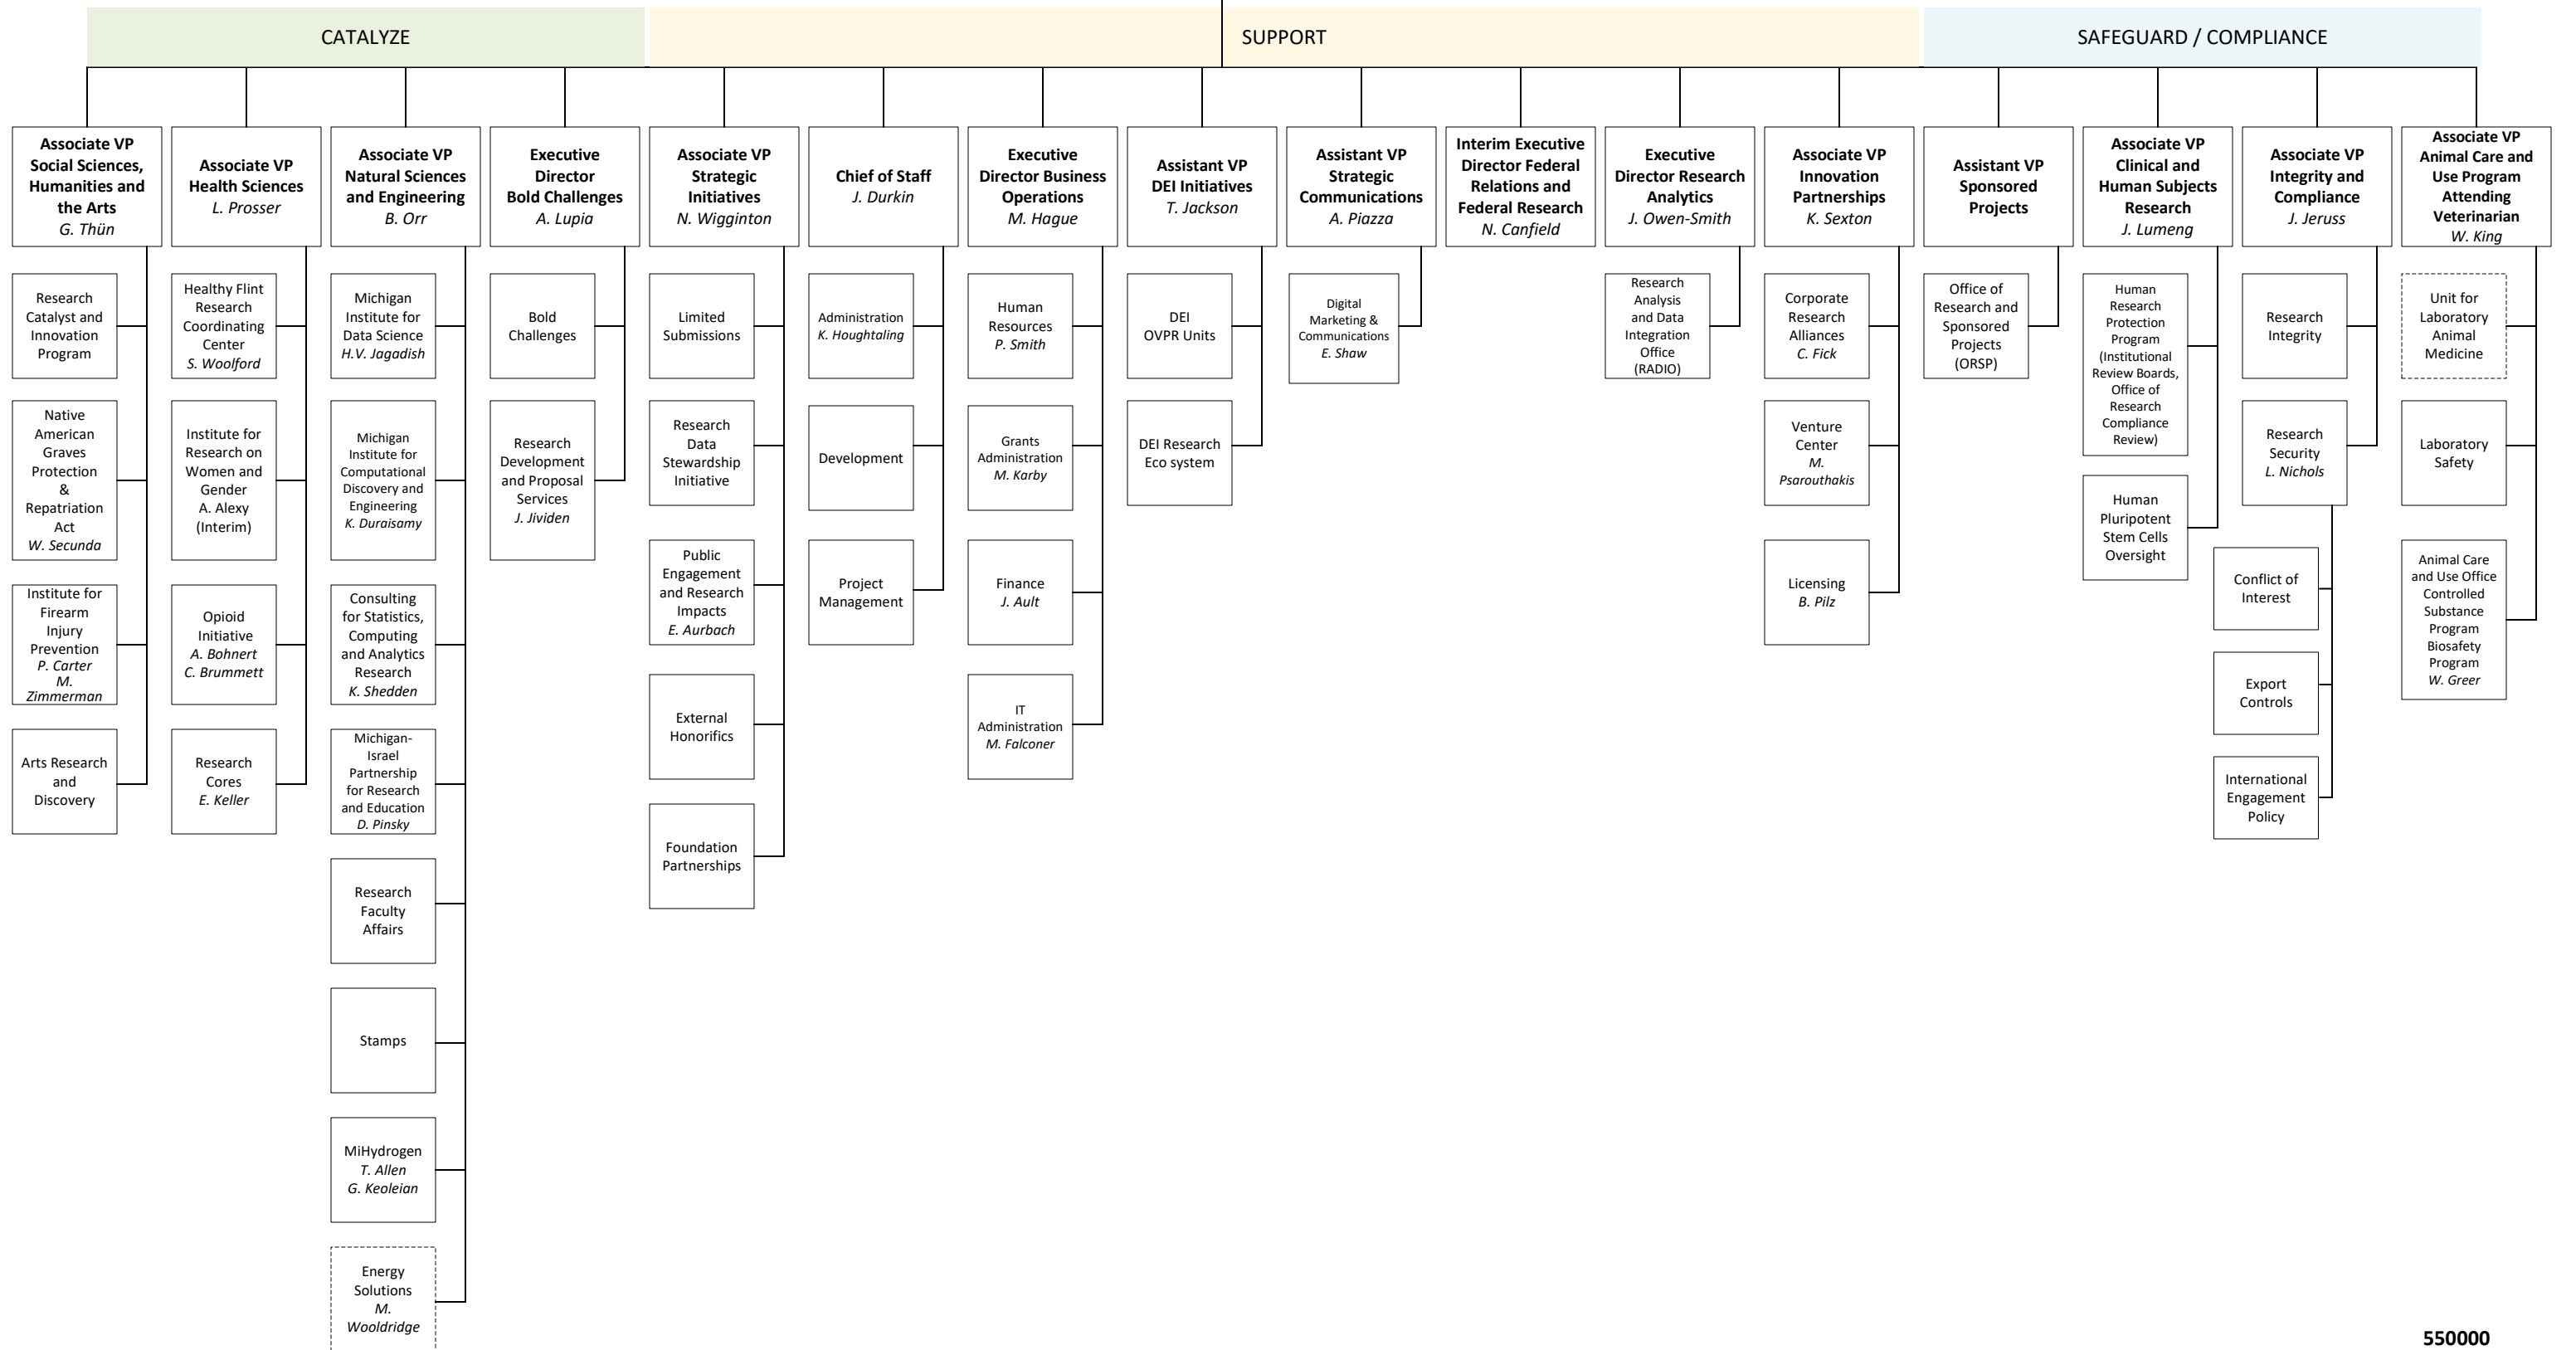 CATALYZE
SUPPORT
SAFEGUARD / COMPLIANCE
Associate VP
Social Sciences,
Humanities and
the Arts
G. Thün
Research
Catalyst and
Innovation
Program
Native
American
Graves
Protection
&
Repatriation
Act
W. Secunda
Institute for
Firearm
Injury
Prevention
P. Carter
M.
Zimmerman
Arts Research
and
Discovery
Associate VP
Health Sciences
L. Prosser
Healthy Flint
Research
Coordinating
Center
S. Woolford
Institute for
Research on
Women and
Gender
A. Alexy
(Interim)
Opioid
Initiative
A. Bohnert
C. Brummett
Research
Cores
E. Keller
Associate VP
Natural Sciences
and Engineering
B. Orr
Michigan
Institute for
Data Science
H.V. Jagadish
Michigan
Institute for
Computational
Discovery and
Engineering
K. Duraisamy
Consulting
for Statistics,
Computing
and Analytics
Research
K. Shedden
Michigan-
Israel
Partnership
for Research
and Education
D. Pinsky
Research
Faculty
Affairs
Stamps
MiHydrogen
T. Allen
G. Keoleian
Energy
Solutions
M.
Wooldridge
Executive
Director
Bold Challenges
A. Lupia
Bold
Challenges
Research
Development
and Proposal
Services
J. Jividen
Associate VP
Strategic
Initiatives
N. Wigginton
Limited
Submissions
Research
Data
Stewardship
Initiative
Public
Engagement
and Research
Impacts
E. Aurbach
External
Honorifics
Foundation
Partnerships
Chief of Staff
J. Durkin
Administration
K. Houghtaling
Development
Project
Management
Executive
Director Business
Operations
M. Hague
Human
Resources
P. Smith
Grants
Administration
M. Karby
Finance
J. Ault
IT
Administration
M. Falconer
Assistant VP
DEI Initiatives
T. Jackson
DEI
OVPR Units
DEI Research
Eco system
Assistant VP
Strategic
Communications
A. Piazza
Digital
Marketing &
Communications
E. Shaw
Interim Executive
Director Federal
Relations and
Federal Research
N. Canfield
Executive
Director Research
Analytics
J. Owen-Smith
Research
Analysis
and Data
Integration
Office
(RADIO)
Associate VP
Innovation
Partnerships
K. Sexton
Corporate
Research
Alliances
C. Fick
Venture
Center
M.
Psarouthakis
Licensing
B. Pilz
Assistant VP
Sponsored
Projects
Office of
Research and
Sponsored
Projects
(ORSP)
Associate VP
Clinical and
Human Subjects
Research
J. Lumeng
Human
Research
Protection
Program
(Institutional
Review Boards,
Office of
Research
Compliance
Review)
Human
Pluripotent
Stem Cells
Oversight
Associate VP
Integrity and
Compliance
J. Jeruss
Research
Integrity
Research
Security
L. Nichols
Conflict of
Interest
Export
Controls
International
Engagement
Policy
Associate VP
Animal Care and
Use Program
Attending
Veterinarian
W. King
Unit for
Laboratory
Animal
Medicine
Laboratory
Safety
Animal Care
and Use Office
Controlled
Substance
Program
Biosafety
Program
W. Greer
550000